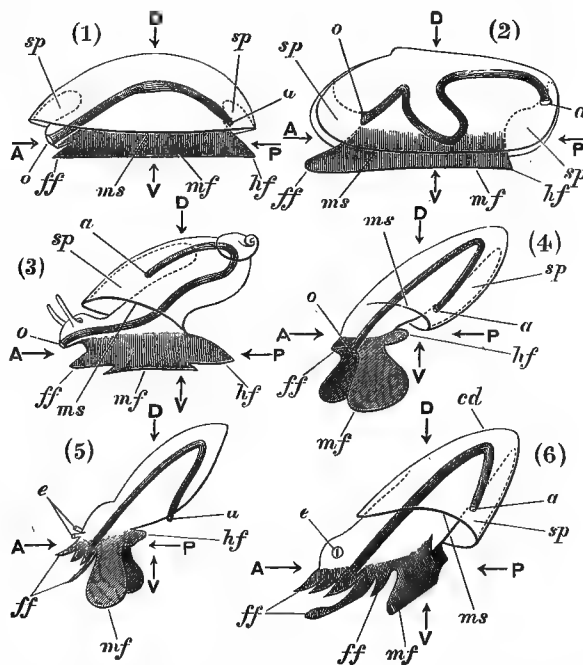 D
(1)
sp
sp
u
A
P
o
ff
ms
mf
hf
V
D
(2)
o
sp
a
A
P
sp
ff
ms
mf
hf
V
D
sp
a
(3)
o
A
P
ff
ms
mf
hf
V
D
ms
(4)
sp
o
a
A
P
hf
ff
V
mf
D
(5)
e
u
hf
A
P
ff
V
mf
cd
D
(6)
a
e
sp
A
P
ff
ff
mf
ms
V